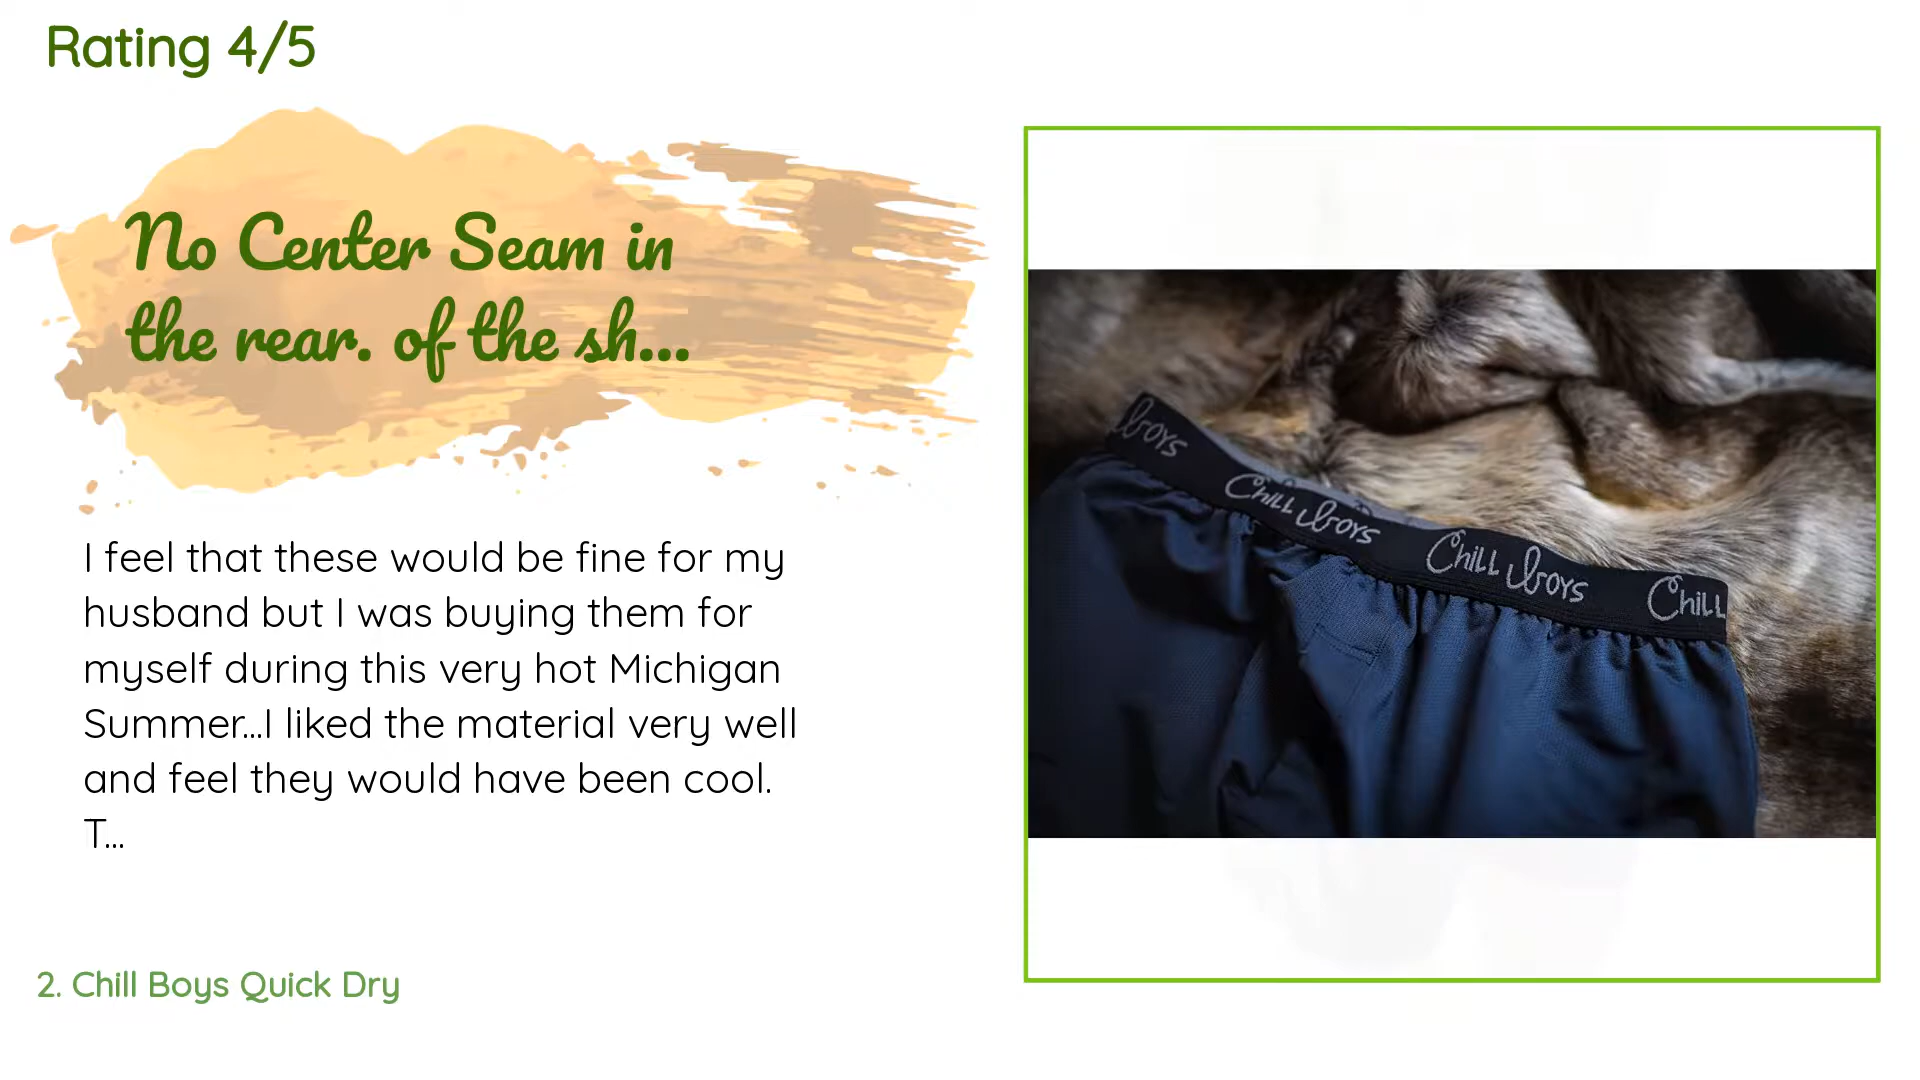 Rating 4/5
No Center Seam in
the rear. of the sh...
I feel that these would be fine for my
husband but I was buying them for
myself during this very hot Michigan
Summer...I liked the material very well
and feel they would have been cool.
T...
boys
Chill boys
Chill boys
Chill
2. Chill Boys Quick Dry